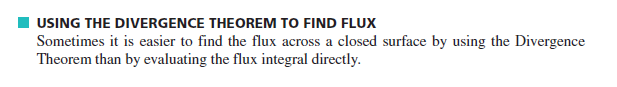 USING THE DIVERGENCE THEOREM TO FIND FLUX
Sometimes it is easier to find the flux across a closed surface by using the Divergence
Theorem than by evaluating the flux integral directly.